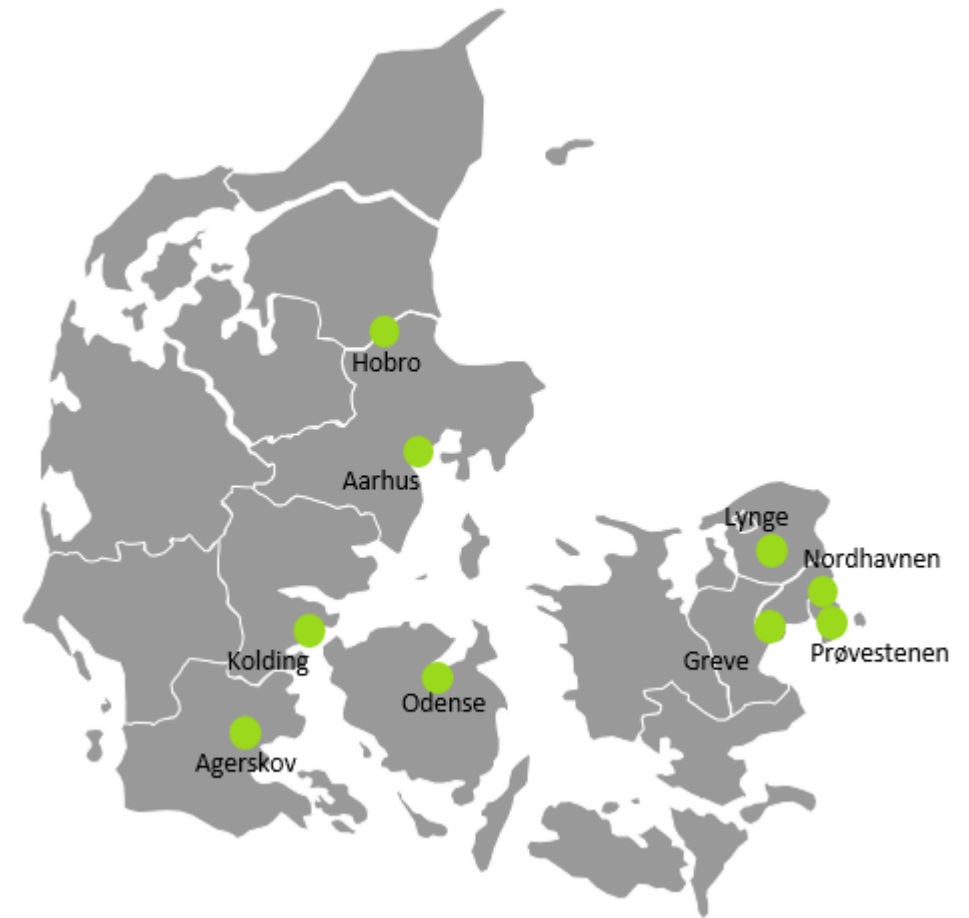 Hobro
Aarhus
Lynge
Nordhavnen
Kolding
Greve
Prøvestenen
Odense
Agerskov